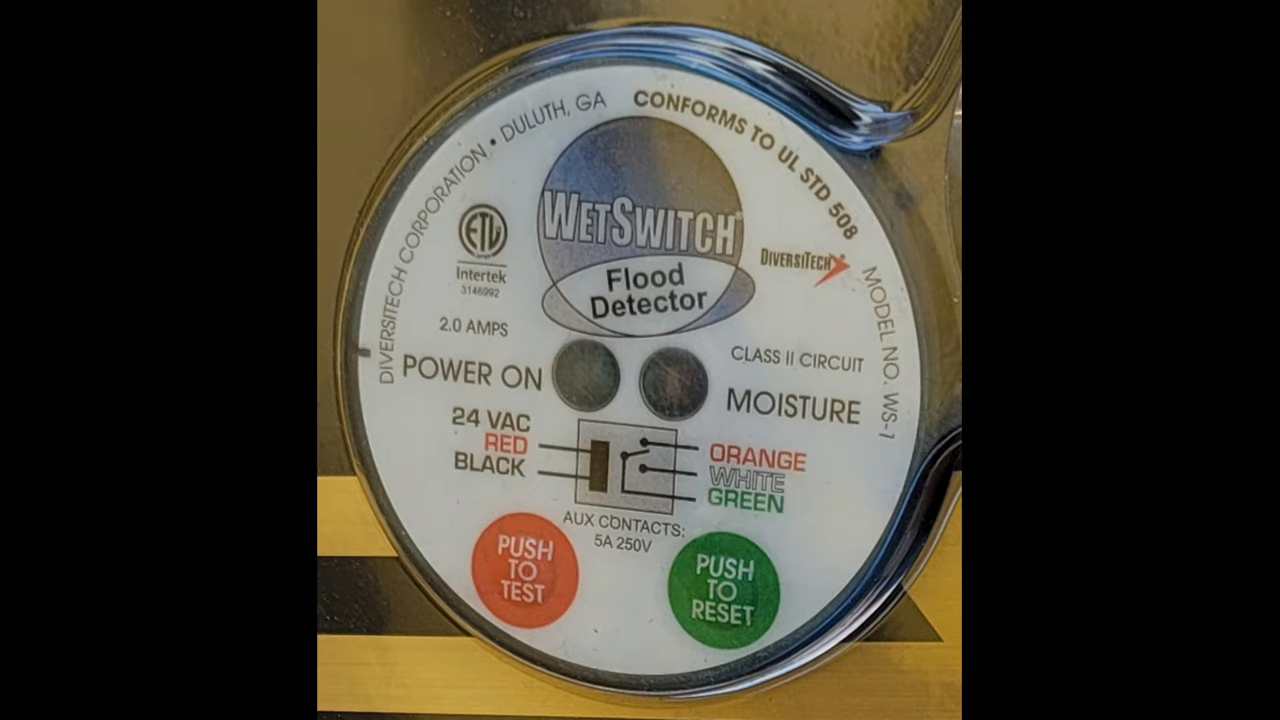 DIVERSITECH CORPORATION • DULUTH, GA
CONFORMS TO UL STD 508
MODEL NO. WS-1
WETSWITCH
Flood
Detector
ETL
Intertek
3146992
DIVERSITECH
2.0 AMPS
CLASS II CIRCUIT
POWER ON
MOISTURE
24 VAC
RED
BLACK
ORANGE
WHITE
GREEN
AUX CONTACTS:
5A 250V
PUSH
TO
TEST
PUSH
TO
RESET